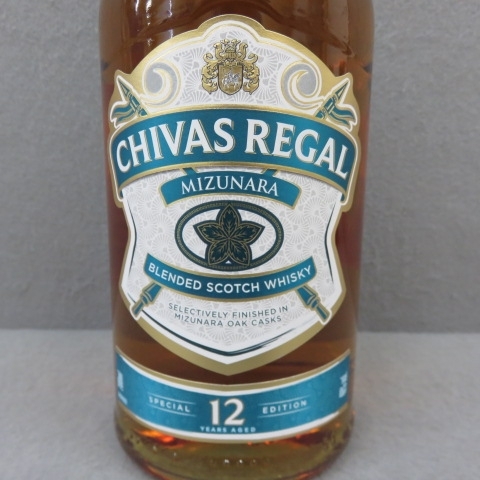 CHIVAS REGAL
MIZUNARA
BLENDED SCOTCH WHISKY
SELECTIVELY FINISHED IN
MIZUNARA OAK CASKS
SPECIAL 12 EDITION
YEARS AGED